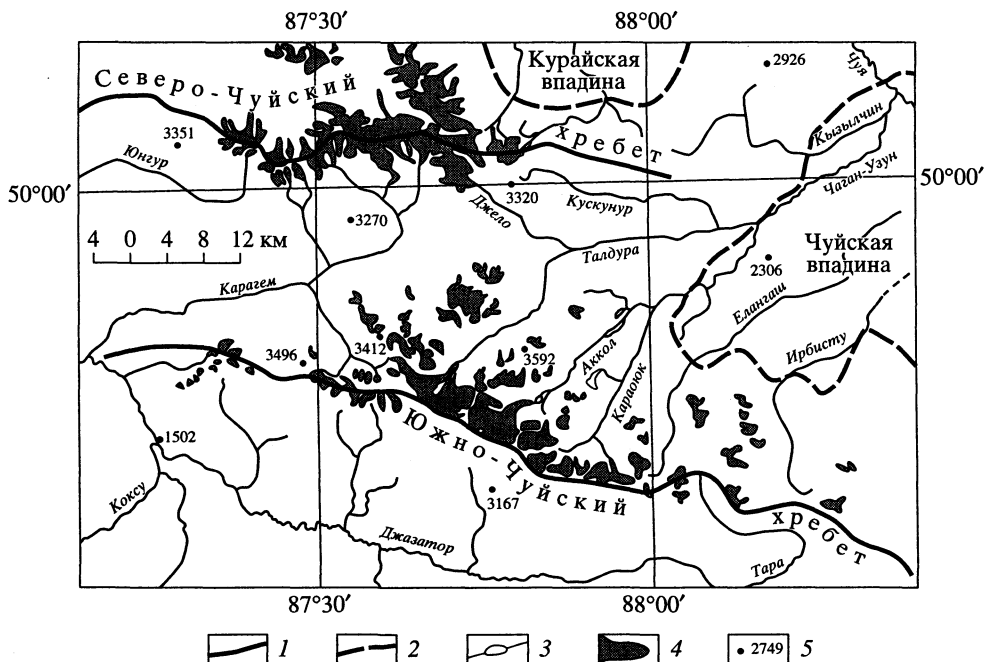 87°30′ 88°00′
Северо-Чуйский
хребет
Курайская
впадина
2926
Чуя
Кызылчин
3351
Юнгур
50°00′
50°00′
Чаган-Узун
3320
Кускунур
Джело
3270
4 0 4 8 12 км
Талдура
Чуйская
впадина
2306
Елангаш
Карагем
Ирбисту
3496
3412
3592
Аккол
Караоюк
Южно-Чуйский
хребет
1502
Коксу
3167
Джазатор
Тара
87°30′ 88°00′
1 2 3 4 2749 5